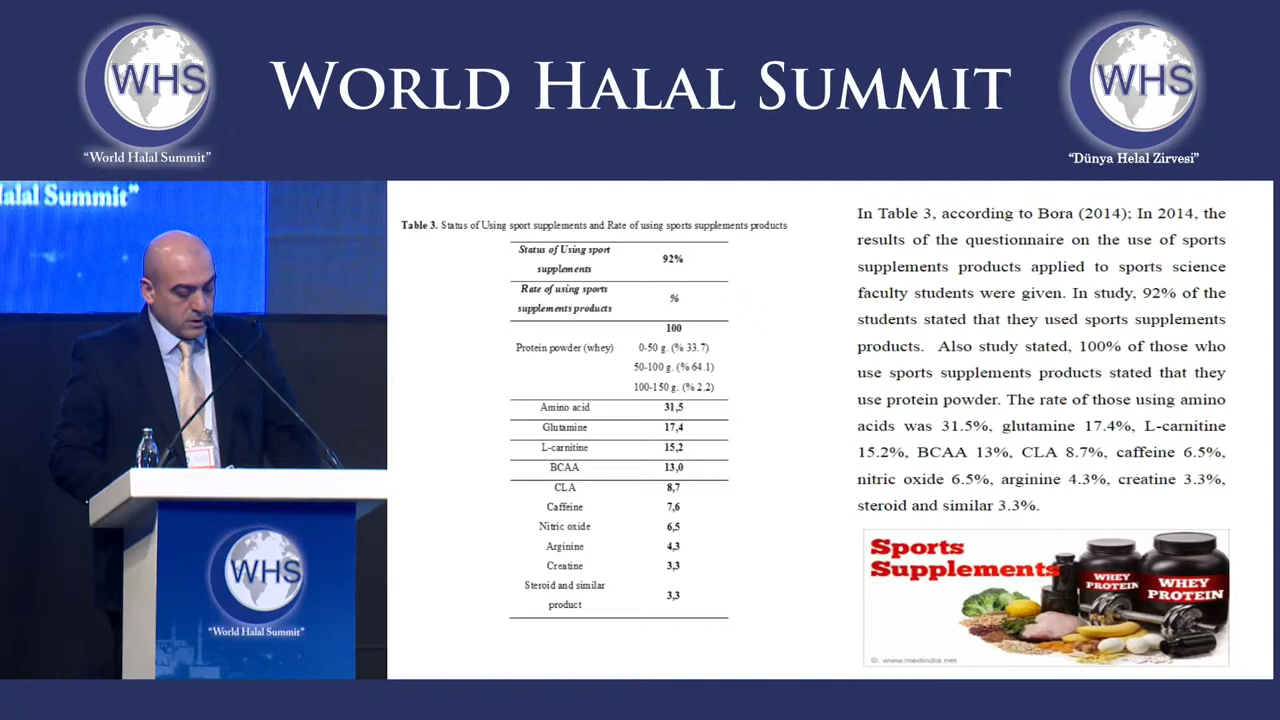 WHS
"World Halal Summit"
WORLD HALAL SUMMIT
WHS
"Dünya Helal Zirvesi"
Halal Summit"
WHS
"World Halal Summit"
Table 3. Status of Using sport supplements and Rate of using sports supplements products
Status of Using sport
supplements
92%
Rate of using sports
supplements products
%
Protein powder (whey)
100
0-50 g. (% 33.7)
50-100 g. (% 64.1)
100-150 g. (% 2.2)
Amino acid 31,5
Glutamine 17,4
L-carnitine 15,2
BCAA 13,0
CLA 8,7
Caffeine 7,6
Nitric oxide 6,5
Arginine 4,3
Creatine 3,3
Steroid and similar
product
3,3
In Table 3, according to Bora (2014); In 2014, the
results of the questionnaire on the use of sports
supplements products applied to sports science
faculty students were given. In study, 92% of the
students stated that they used sports supplements
products. Also study stated, 100% of those who
use sports supplements products stated that they
use protein powder. The rate of those using amino
acids was 31.5%, glutamine 17.4%, L-carnitine
15.2%, BCAA 13%, CLA 8.7%, caffeine 6.5%,
nitric oxide 6.5%, arginine 4.3%, creatine 3.3%,
steroid and similar 3.3%.
Sports
Supplements
WHEY
PROTEIN
WHEY
PROTEIN
© www.medindia.net